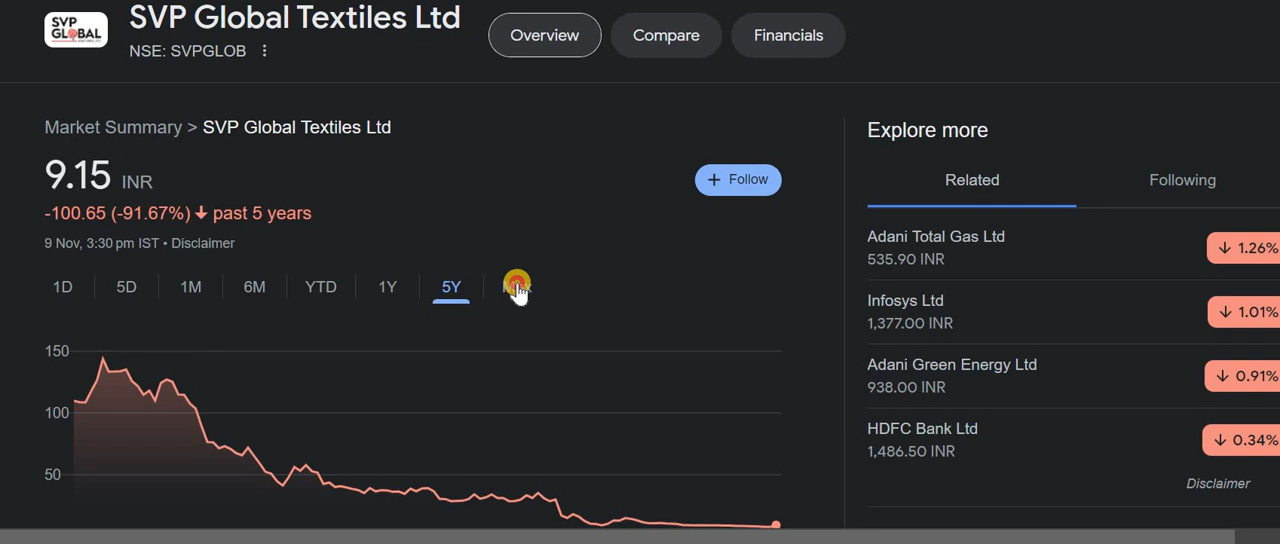 SVP
GLOBAL
SVP Global Textiles Ltd
NSE: SVPGLOB
Overview
Compare
Financials
Market Summary > SVP Global Textiles Ltd
9.15 INR
+ Follow
-100.65 (-91.67%) ↓ past 5 years
9 Nov, 3:30 pm IST • Disclaimer
1D
5D
1M
6M
YTD
1Y
5Y
150
100
50
Explore more
Related
Following
Adani Total Gas Ltd
535.90 INR
↓ 1.26%
Infosys Ltd
1,377.00 INR
↓ 1.01%
Adani Green Energy Ltd
938.00 INR
↓ 0.91%
HDFC Bank Ltd
1,486.50 INR
↓ 0.34%
Disclaimer